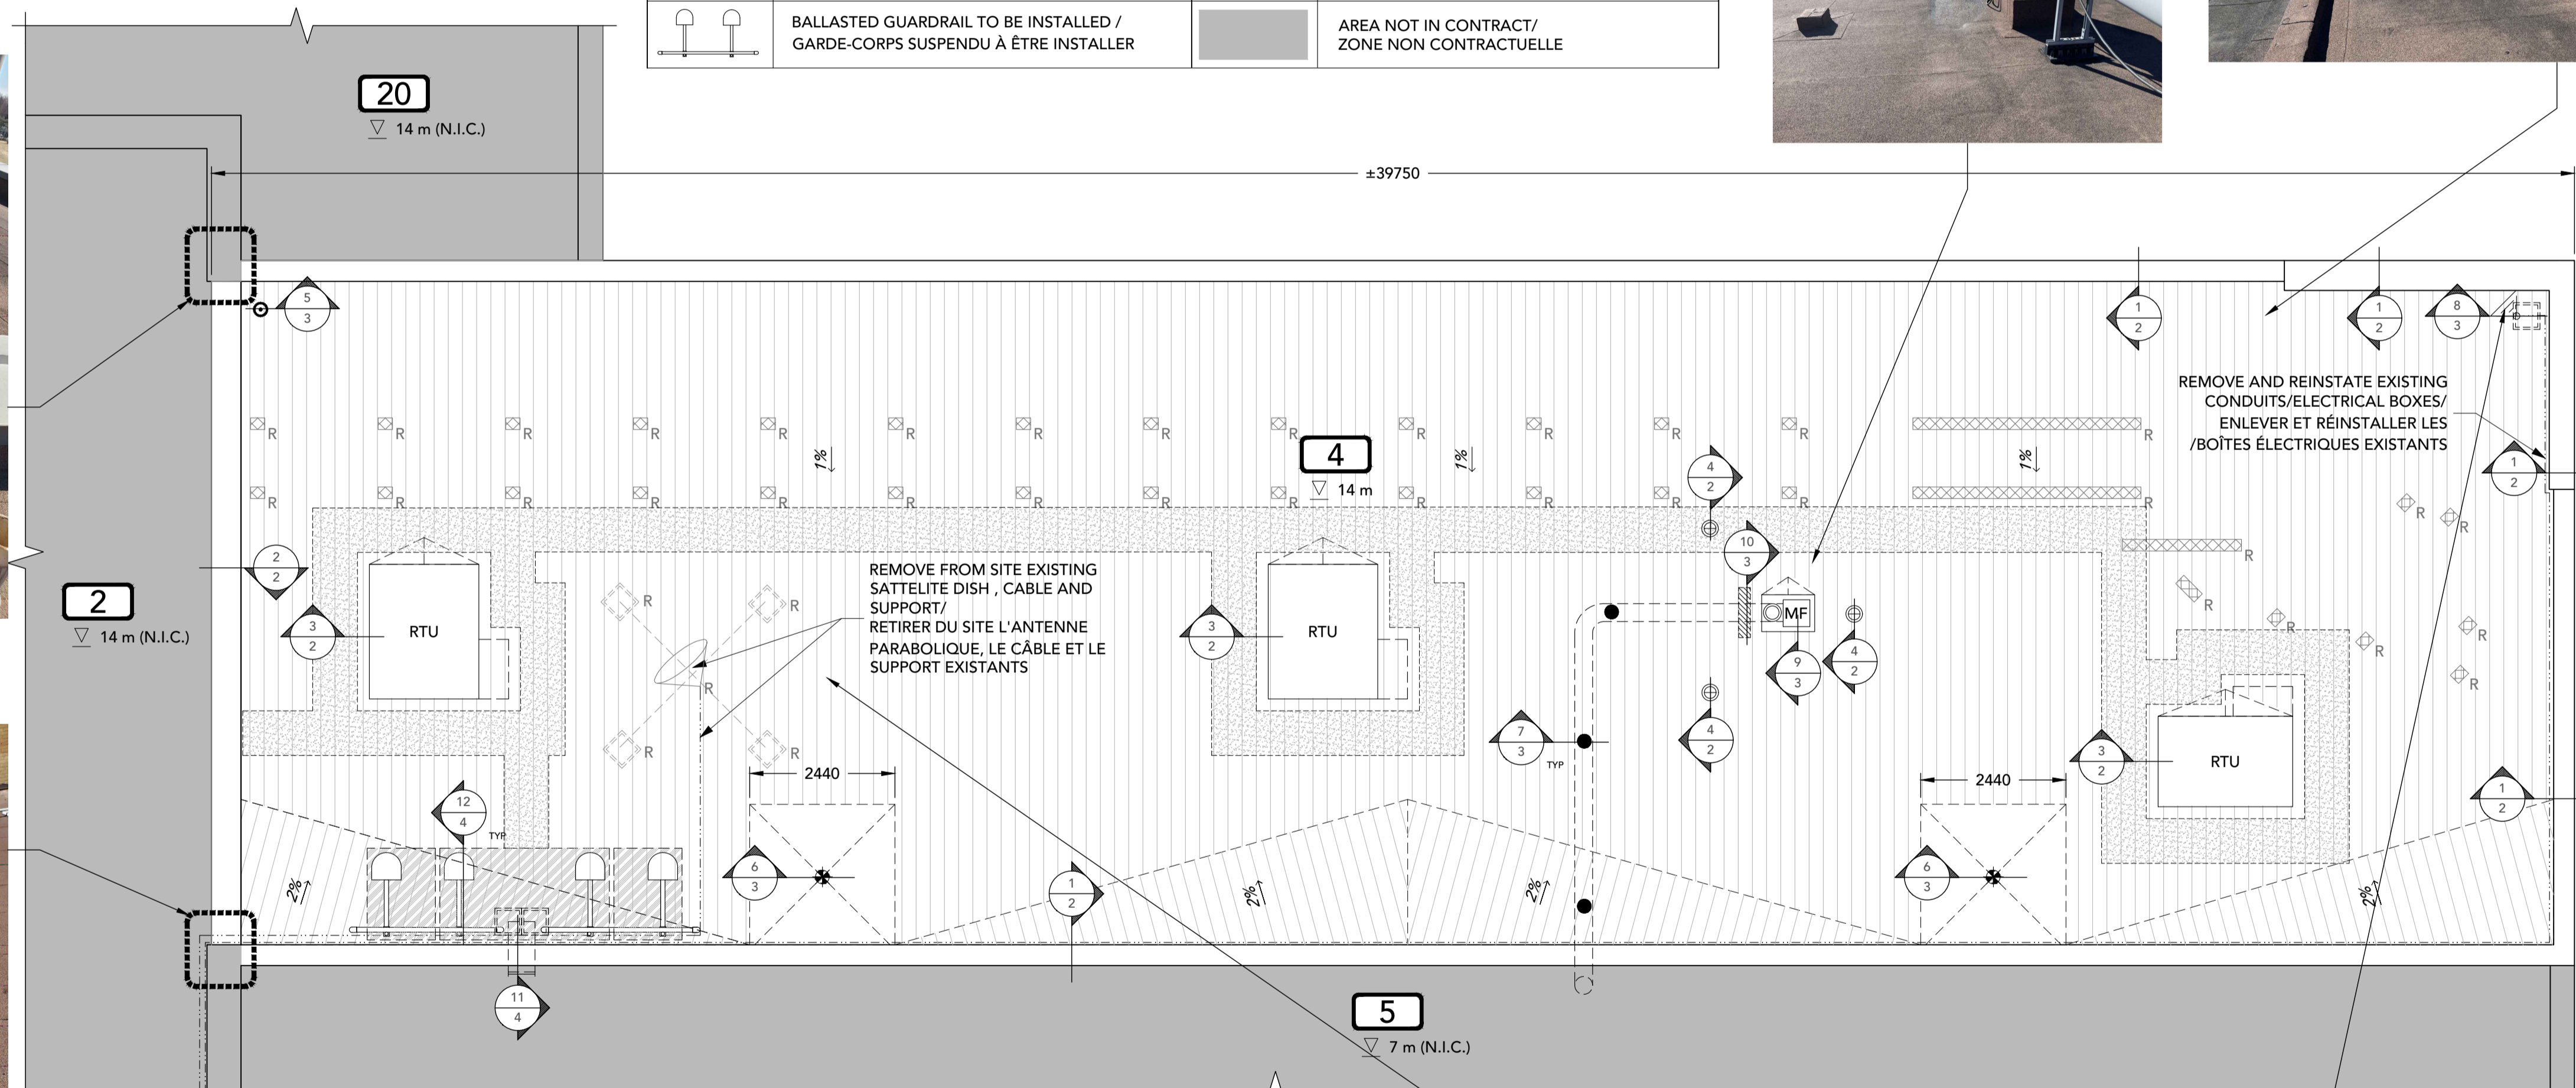 BALLASTED GUARDRAIL TO BE INSTALLED /
GARDE-CORPS SUSPENDU À ÊTRE INSTALLER
AREA NOT IN CONTRACT/
ZONE NON CONTRACTUELLE
20
14 m (N.I.C.)
±39750
5
3
1
2
1
2
8
3
REMOVE AND REINSTATE EXISTING
CONDUITS/ELECTRICAL BOXES/
ENLEVER ET RÉINSTALLER LES
/BOÎTES ÉLECTRIQUES EXISTANTS
R R R R R R R R R R R R R R
1% 1% 1%
4
14 m
4
2
1
2
R R R R R R R R R R R R R R
R R
10
3
R
2
2
REMOVE FROM SITE EXISTING
SATTELITE DISH , CABLE AND
SUPPORT/
RETIRER DU SITE L'ANTENNE
PARABOLIQUE, LE CÂBLE ET LE
SUPPORT EXISTANTS
2
14 m (N.I.C.)
R R
R
MF
3
2
RTU
3
2
RTU
R R
R
9
3
4
2
R
R
R R
7
3
TYP
4
2
3
2
RTU
2440
2440
12
4
TYP
1
2
6
3
1
2
6
3
2% 2% 2% 2%
11
4
5
7 m (N.I.C.)